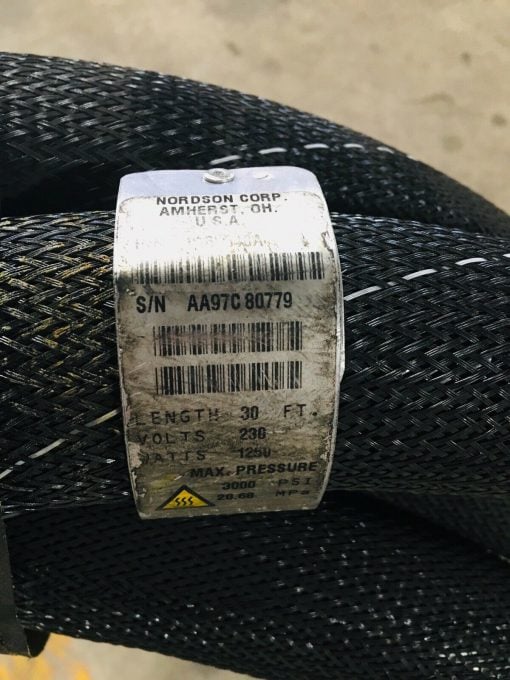 NORDSON CORP.
AMHERST, OH.
U.S.A.
S/N AA97C 80779
LENGTH 30 FT.
VOLTS 230
WATTS 1250
MAX. PRESSURE
3000 PSI
20.68 MPa